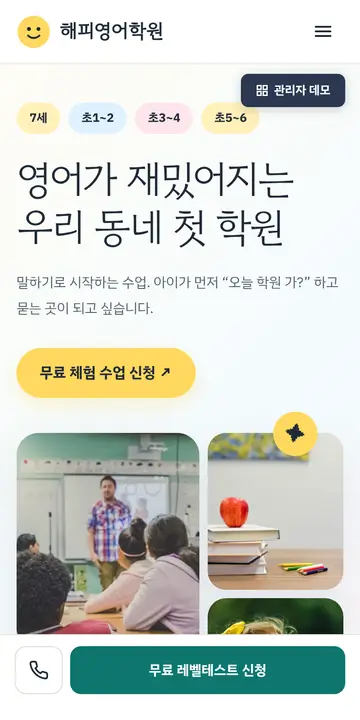 해피영어학원
관리자 데모
7세
초1~2
초3~4
초5~6
영어가 재밌어지는
우리 동네 첫 학원
말하기로 시작하는 수업. 아이가 먼저 “오늘 학원 가?” 하고
묻는 곳이 되고 싶습니다.
무료 체험 수업 신청 ↗
무료 레벨테스트 신청